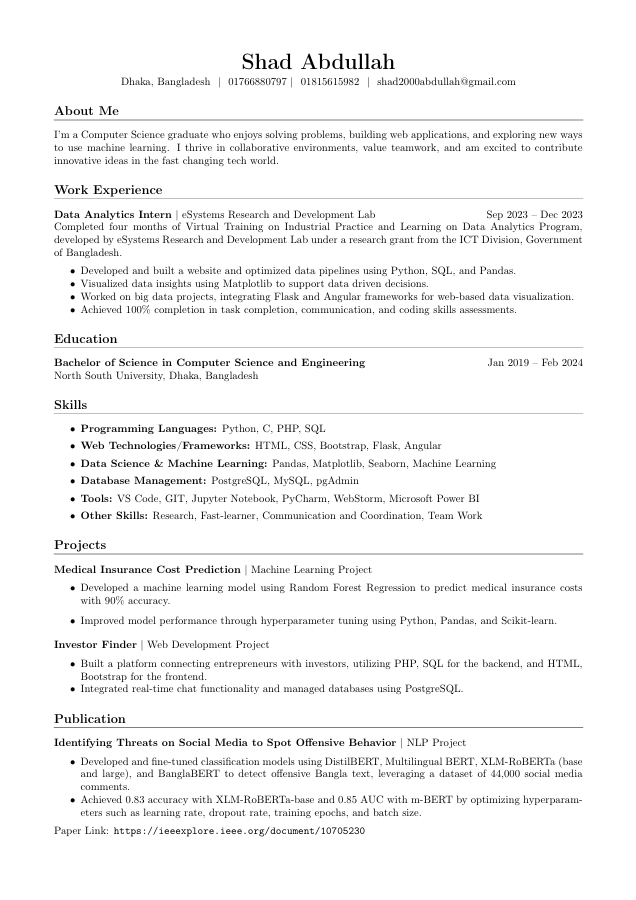 Shad Abdullah
Dhaka, Bangladesh | 01766880797 | 01815615982 | shad2000abdullah@gmail.com
About Me
I'm a Computer Science graduate who enjoys solving problems, building web applications, and exploring new ways
to use machine learning. I thrive in collaborative environments, value teamwork, and am excited to contribute
innovative ideas in the fast changing tech world.
Work Experience
Data Analytics Intern | eSystems Research and Development Lab Sep 2023 – Dec 2023
Completed four months of Virtual Training on Industrial Practice and Learning on Data Analytics Program,
developed by eSystems Research and Development Lab under a research grant from the ICT Division, Government
of Bangladesh.
• Developed and built a website and optimized data pipelines using Python, SQL, and Pandas.
• Visualized data insights using Matplotlib to support data driven decisions.
• Worked on big data projects, integrating Flask and Angular frameworks for web-based data visualization.
• Achieved 100% completion in task completion, communication, and coding skills assessments.
Education
Bachelor of Science in Computer Science and Engineering Jan 2019 – Feb 2024
North South University, Dhaka, Bangladesh
Skills
• Programming Languages: Python, C, PHP, SQL
• Web Technologies/Frameworks: HTML, CSS, Bootstrap, Flask, Angular
• Data Science & Machine Learning: Pandas, Matplotlib, Seaborn, Machine Learning
• Database Management: PostgreSQL, MySQL, pgAdmin
• Tools: VS Code, GIT, Jupyter Notebook, PyCharm, WebStorm, Microsoft Power BI
• Other Skills: Research, Fast-learner, Communication and Coordination, Team Work
Projects
Medical Insurance Cost Prediction | Machine Learning Project
• Developed a machine learning model using Random Forest Regression to predict medical insurance costs
with 90% accuracy.
• Improved model performance through hyperparameter tuning using Python, Pandas, and Scikit-learn.
Investor Finder | Web Development Project
• Built a platform connecting entrepreneurs with investors, utilizing PHP, SQL for the backend, and HTML,
Bootstrap for the frontend.
• Integrated real-time chat functionality and managed databases using PostgreSQL.
Publication
Identifying Threats on Social Media to Spot Offensive Behavior | NLP Project
• Developed and fine-tuned classification models using DistilBERT, Multilingual BERT, XLM-RoBERTa (base
and large), and BanglaBERT to detect offensive Bangla text, leveraging a dataset of 44,000 social media
comments.
• Achieved 0.83 accuracy with XLM-RoBERTa-base and 0.85 AUC with m-BERT by optimizing hyperparam-
eters such as learning rate, dropout rate, training epochs, and batch size.
Paper Link: https://ieeexplore.ieee.org/document/10705230